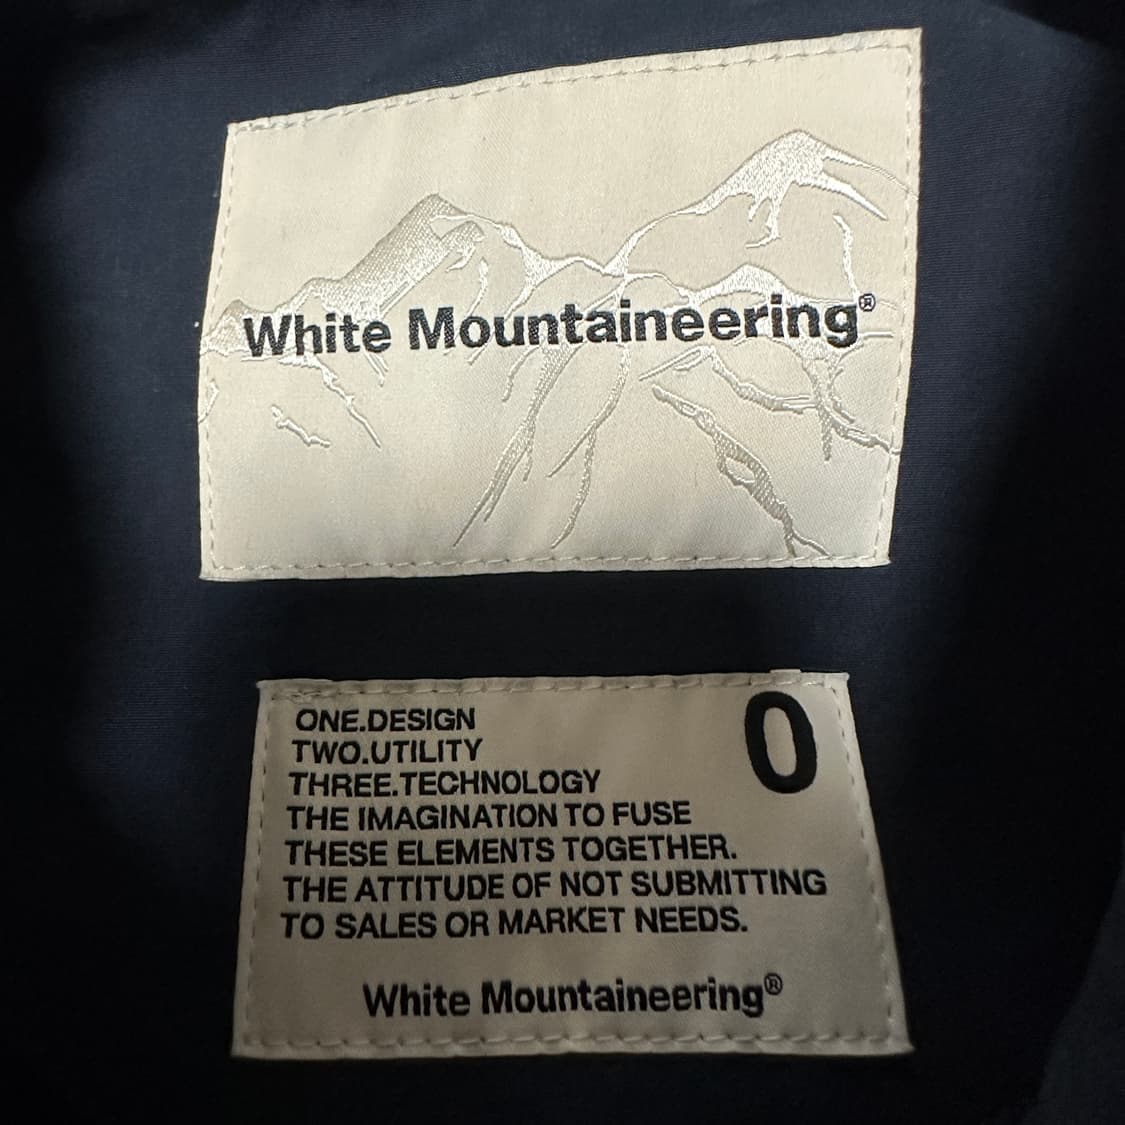 White Mountaineering®
0
ONE.DESIGN
TWO.UTILITY
THREE.TECHNOLOGY
THE IMAGINATION TO FUSE
THESE ELEMENTS TOGETHER.
THE ATTITUDE OF NOT SUBMITTING
TO SALES OR MARKET NEEDS.
White Mountaineering®